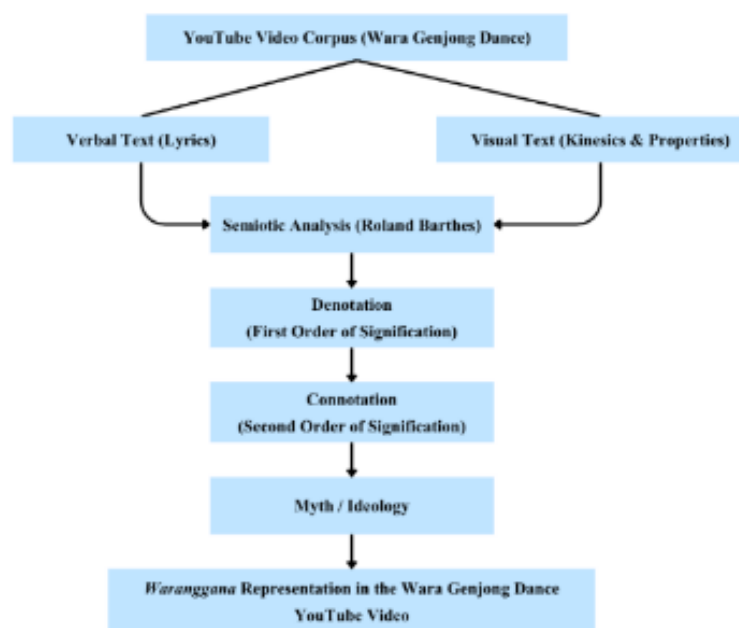 YouTube Video Corpus (Wara Genjong Dance)
Verbal Text (Lyrics)
Visual Text (Kinesics & Properties)
Semiotic Analysis (Roland Barthes)
Denotation
(First Order of Signification)
Connotation
(Second Order of Signification)
Myth / Ideology
Waranggana Representation in the Wara Genjong Dance
YouTube Video